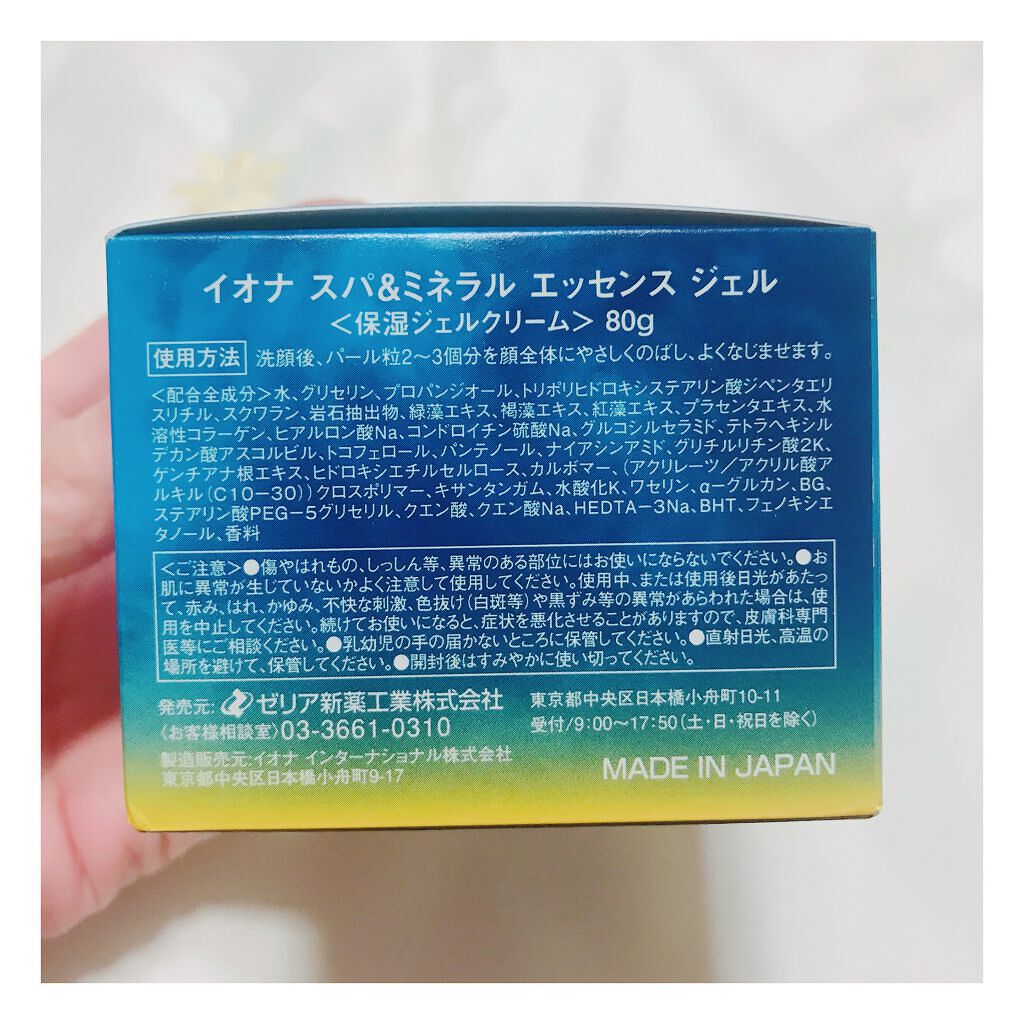 イオナ スパ&ミネラル エッセンス ジェル
＜保湿ジェルクリーム＞ 80g
使用方法 洗顔後、パール粒2〜3個分を顔全体にやさしくのばし、よくなじませます。
＜配合全成分＞水、グリセリン、プロパンジオール、トリポリヒドロキシステアリン酸ジペンタエリ
スリチル、スクワラン、岩石抽出物、緑藻エキス、褐藻エキス、紅藻エキス、プラセンタエキス、水
溶性コラーゲン、ヒアルロン酸Na、コンドロイチン硫酸Na、グルコシルセラミド、テトラヘキシル
デカン酸アスコルビル、トコフェロール、パンテノール、ナイアシンアミド、グリチルリチン酸2K、
ゲンチアナ根エキス、ヒドロキシエチルセルロース、カルボマー、(アクリレーツ／アクリル酸ア
ルキル(C10−30))クロスポリマー、キサンタンガム、水酸化K、ワセリン、α−グルカン、BG、
ステアリン酸PEG−5グリセリル、クエン酸、クエン酸Na、HEDTA−3Na、BHT、フェノキシエ
タノール、香料
＜ご注意＞●傷やはれもの、しっしん等、異常のある部位にはお使いにならないでください。●お
肌に異常が生じていないかよく注意して使用してください。使用中、または使用後日光があたっ
て、赤み、はれ、かゆみ、不快な刺激、色抜け(白斑等)や黒ずみ等の異常があらわれた場合は、使
用を中止してください。続けてお使いになると、症状を悪化させることがありますので、皮膚科専門
医等にご相談ください。●乳幼児の手の届かないところに保管してください。●直射日光、高温の
場所を避けて、保管してください。●開封後はすみやかに使い切ってください。
発売元: ゼリア新薬工業株式会社
〈お客様相談室〉03-3661-0310
東京都中央区日本橋小舟町10-11
受付/9:00〜17:50(土・日・祝日を除く)
製造販売元:イオナ インターナショナル株式会社
東京都中央区日本橋小舟町9-17
MADE IN JAPAN